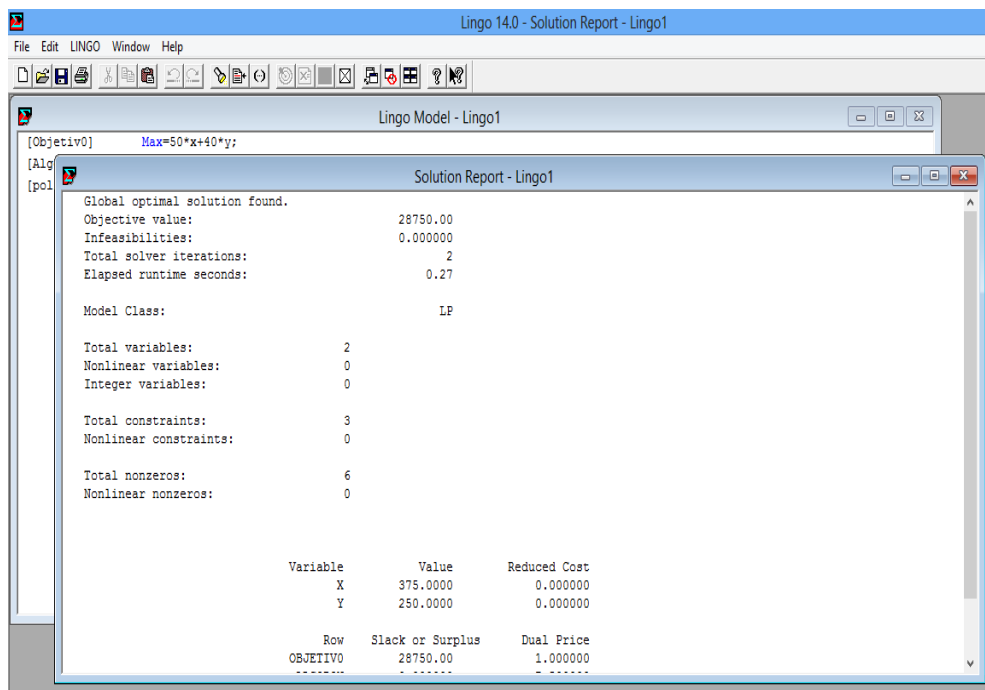 Lingo 14.0 - Solution Report - Lingo1
File Edit LINGO Window Help
Lingo Model - Lingo1
[Objetiv0] Max=50*x+40*y;
[Alg
[pol
Solution Report - Lingo1
Global optimal solution found.
Objective value: 28750.00
Infeasibilities: 0.000000
Total solver iterations: 2
Elapsed runtime seconds: 0.27
Model Class: LP
Total variables: 2
Nonlinear variables: 0
Integer variables: 0
Total constraints: 3
Nonlinear constraints: 0
Total nonzeros: 6
Nonlinear nonzeros: 0
Variable Value Reduced Cost
X 375.0000 0.000000
Y 250.0000 0.000000
Row Slack or Surplus Dual Price
OBJETIV0 28750.00 1.000000